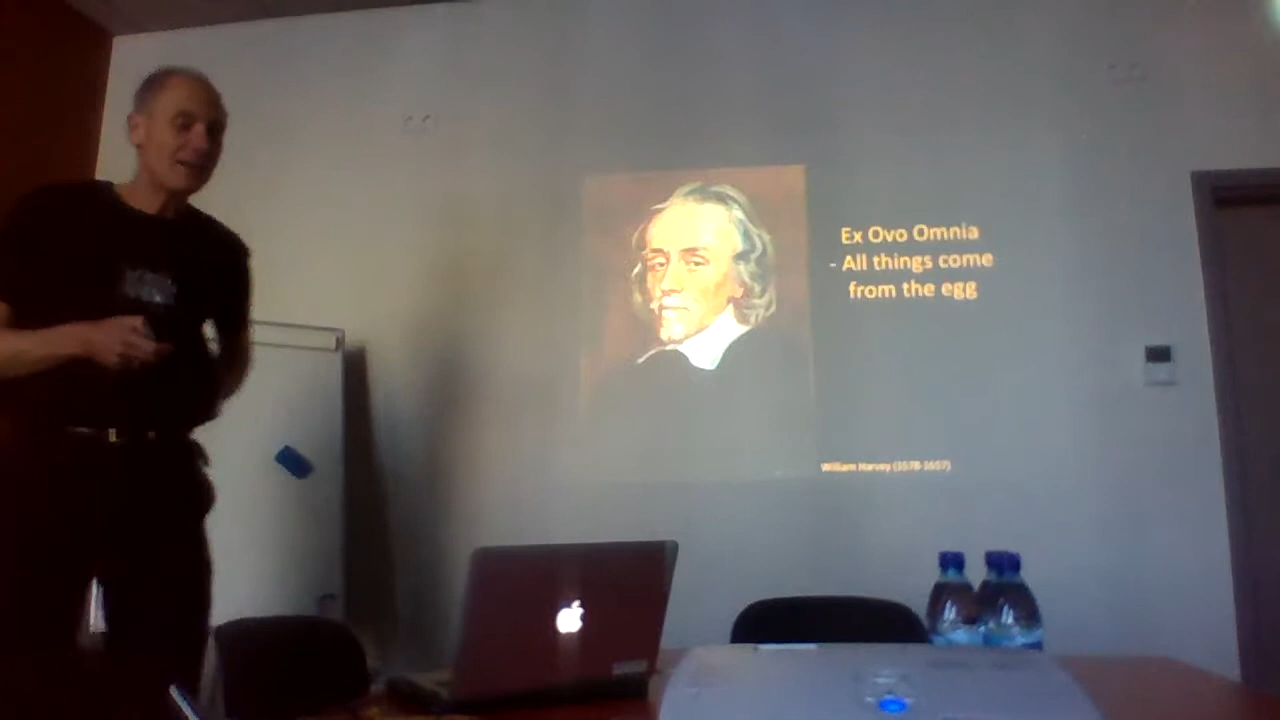 Ex Ovo Omnia
- All things come
from the egg
William Harvey (1578-1657)